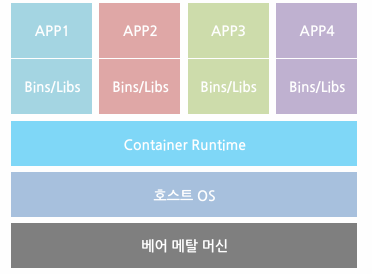 APP1 APP2 APP3 APP4
Bins/Libs Bins/Libs Bins/Libs Bins/Libs
Container Runtime
호스트 OS
베어 메탈 머신